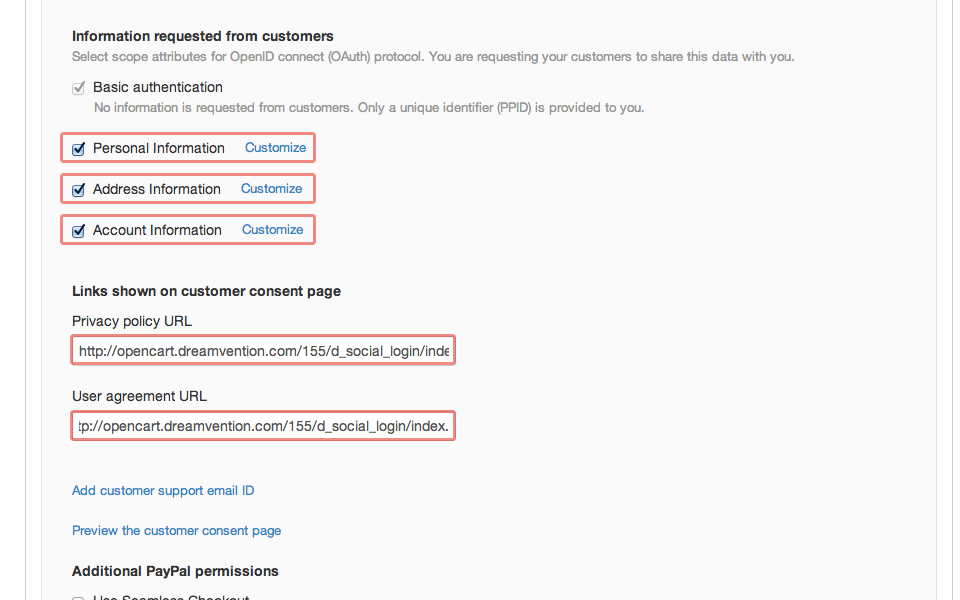 Information requested from customers
Select scope attributes for OpenID connect (OAuth) protocol. You are requesting your customers to share this data with you.
Basic authentication
No information is requested from customers. Only a unique identifier (PPID) is provided to you.
Personal Information Customize
Address Information Customize
Account Information Customize
Links shown on customer consent page
Privacy policy URL
http://opencart.dreamvention.com/155/d_social_login/inde
User agreement URL
tp://opencart.dreamvention.com/155/d_social_login/index.
Add customer support email ID
Preview the customer consent page
Additional PayPal permissions
Use Seamless Checkout